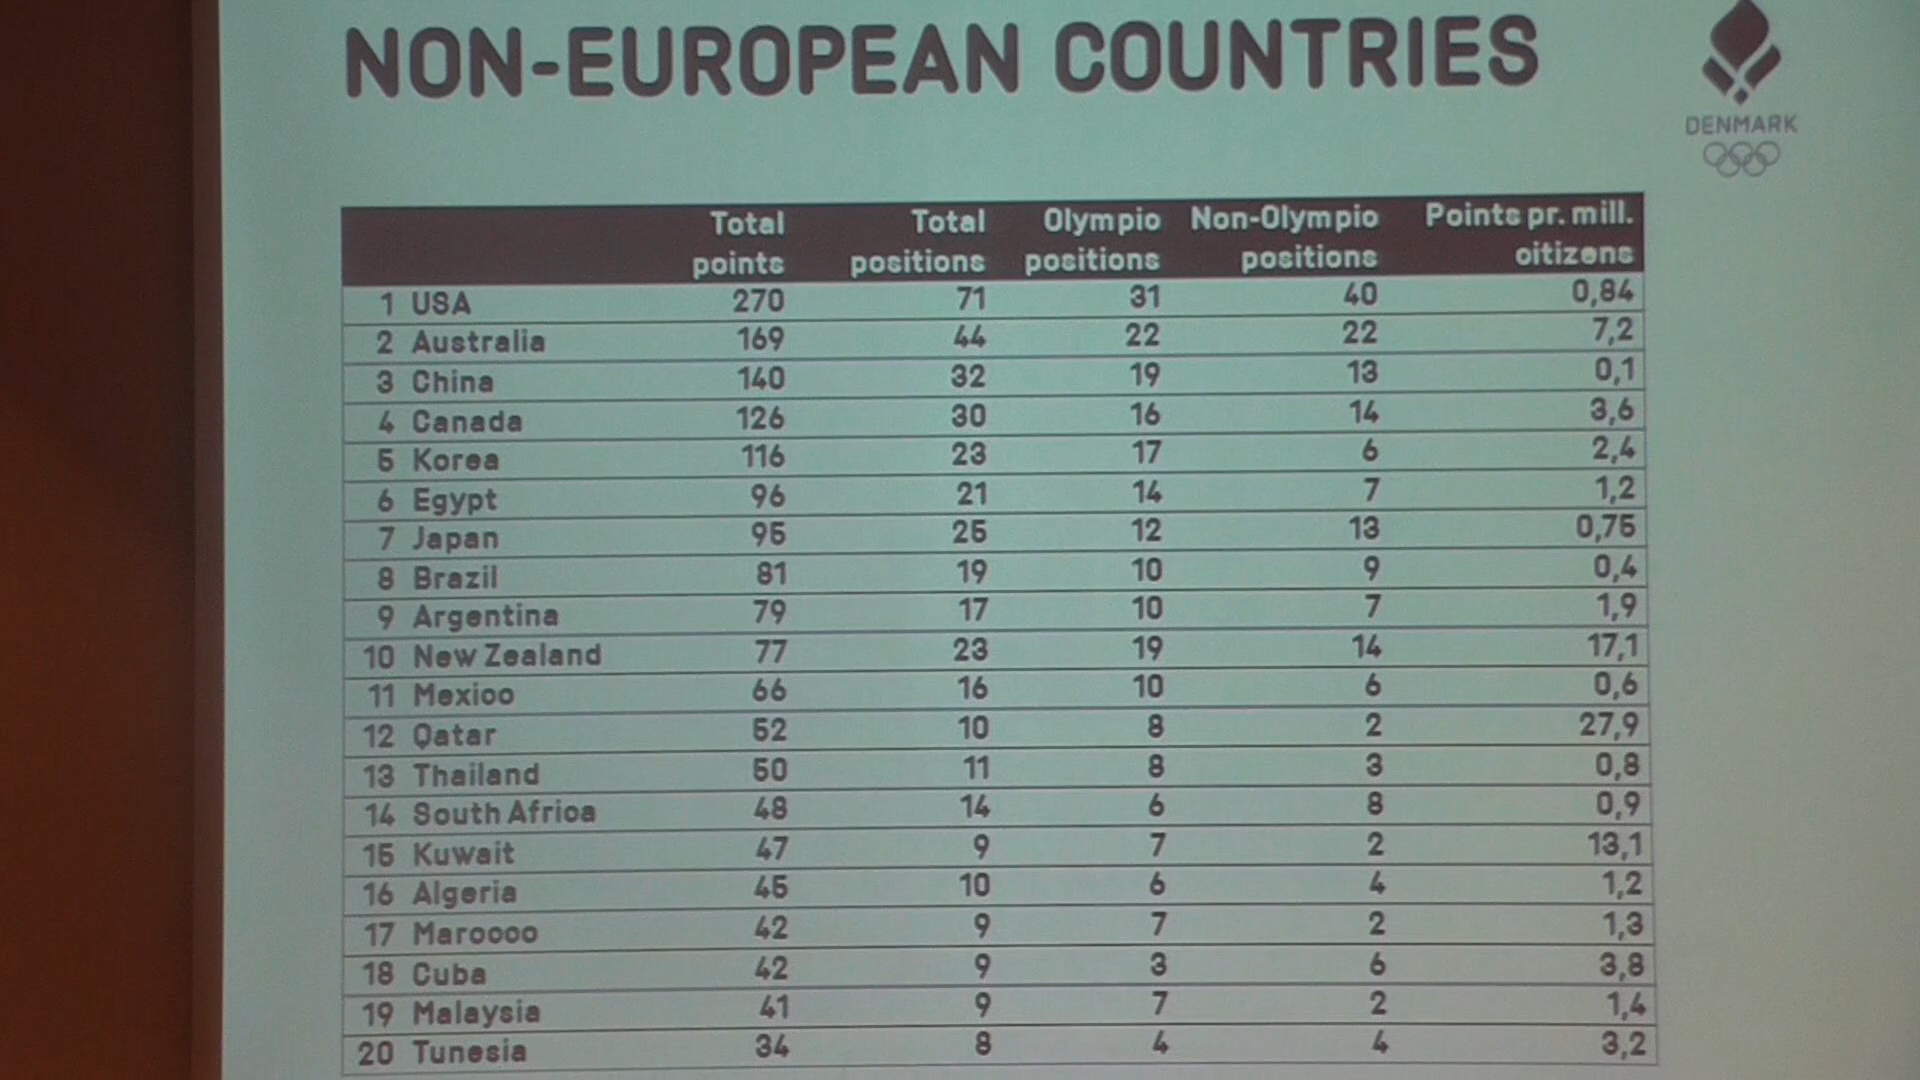 NON-EUROPEAN COUNTRIES
DENMARK
Total points Total positions Olympic positions Non-Olympic positions Points pr. mill. citizens
1 USA 270 71 31 40 0,84
2 Australia 169 44 22 22 7,2
3 China 140 32 19 13 0,1
4 Canada 126 30 16 14 3,6
5 Korea 116 23 17 6 2,4
6 Egypt 96 21 14 7 1,2
7 Japan 95 25 12 13 0,75
8 Brazil 81 19 10 9 0,4
9 Argentina 79 17 10 7 1,9
10 New Zealand 77 23 19 14 17,1
11 Mexico 66 16 10 6 0,6
12 Qatar 52 10 8 2 27,9
13 Thailand 50 11 8 3 0,8
14 South Africa 48 14 6 8 0,9
15 Kuwait 47 9 7 2 13,1
16 Algeria 45 10 6 4 1,2
17 Marocco 42 9 7 2 1,3
18 Cuba 42 9 3 6 3,8
19 Malaysia 41 9 7 2 1,4
20 Tunesia 34 8 4 4 3,2